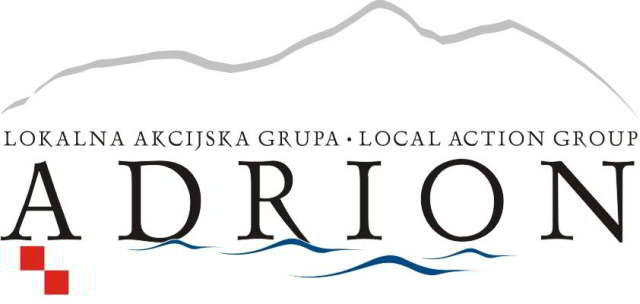 LOKALNA AKCIJSKA GRUPA · LOCAL ACTION GROUP
ADRION